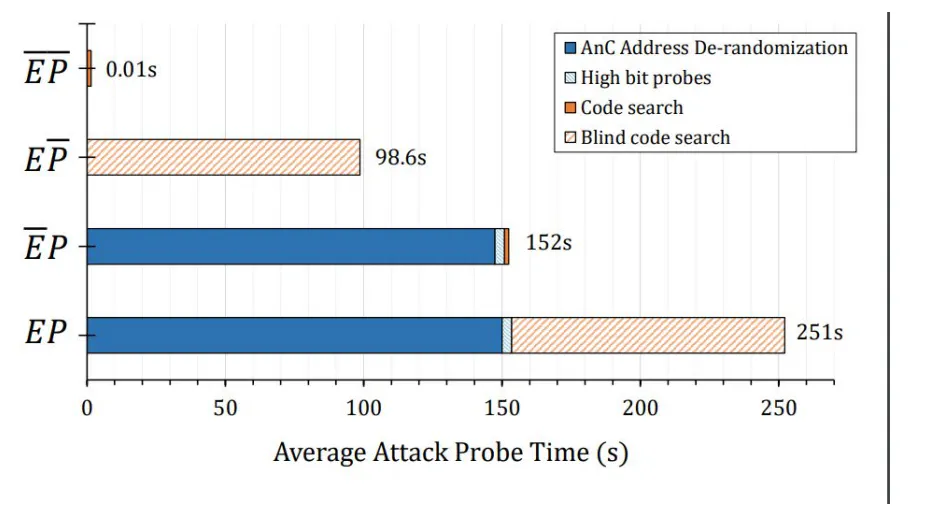 AnC Address De-randomization
High bit probes
Code search
Blind code search
E̅P̅ 0.01s
EP̅ 98.6s
E̅P 152s
EP 251s
0 50 100 150 200 250
Average Attack Probe Time (s)